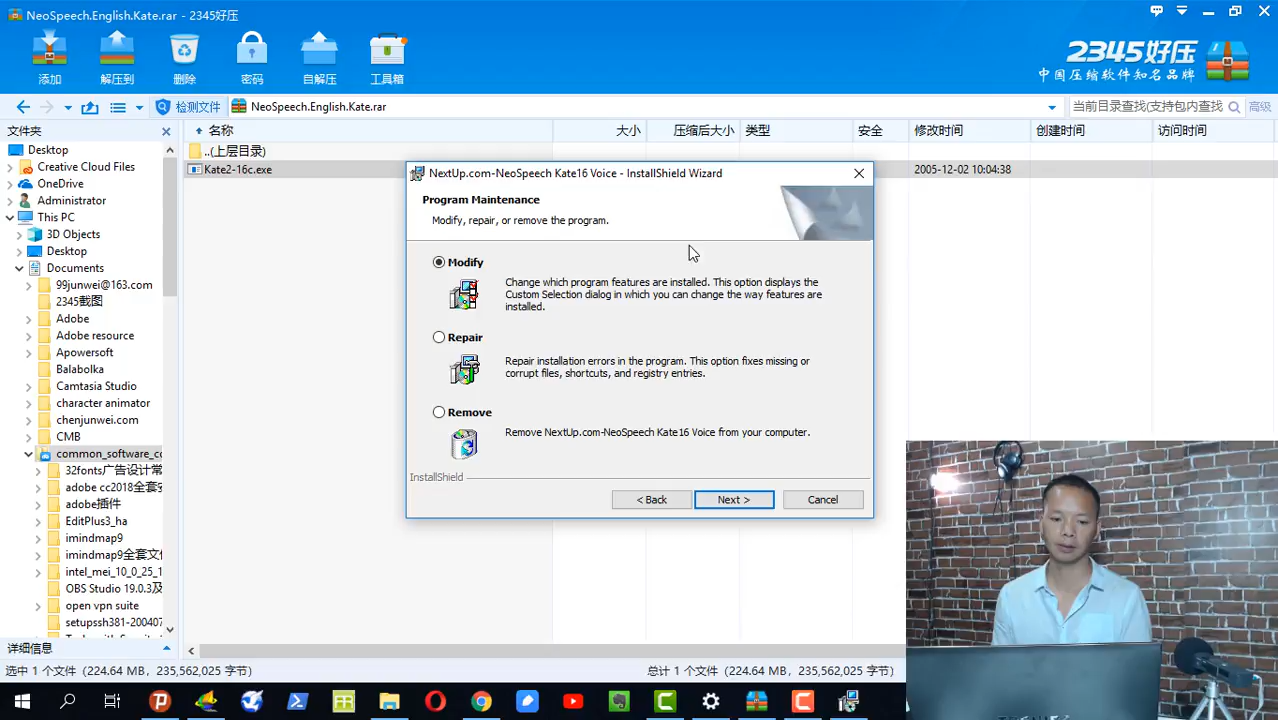 NeoSpeech.English.Kate.rar - 2345好压
2345好压
中国压缩软件知名品牌
添加
解压到
删除
密码
自解压
工具箱
检测文件
NeoSpeech.English.Kate.rar
当前目录查找(支持包内查找
高级
文件夹
名称
大小
压缩后大小
类型
安全
修改时间
创建时间
访问时间
..(上层目录)
Kate2-16c.exe
2005-12-02 10:04:38
Desktop
Creative Cloud Files
OneDrive
Administrator
This PC
3D Objects
Desktop
Documents
99junwei@163.com
2345截图
Adobe
Adobe resource
Apowersoft
Balabolka
Camtasia Studio
character animator
chenjunwei.com
CMB
common_software_co
32fonts广告设计常
adobe cc2018全套安
adobe插件
EditPlus3_ha
imindmap9
imindmap9全套文
intel_mei_10_0_25_1
OBS Studio 19.0.3及
open vpn suite
setupssh381-200407
NextUp.com-NeoSpeech Kate16 Voice - InstallShield Wizard
Program Maintenance
Modify, repair, or remove the program.
Modify
Change which program features are installed. This option displays the
Custom Selection dialog in which you can change the way features are
installed.
Repair
Repair installation errors in the program. This option fixes missing or
corrupt files, shortcuts, and registry entries.
Remove
Remove NextUp.com-NeoSpeech Kate16 Voice from your computer.
InstallShield
< Back
Next >
Cancel
详细信息
选中 1 个文件 (224.64 MB，235,562,025 字节)
总计 1 个文件 (224.64 MB，235,562,025 字节)